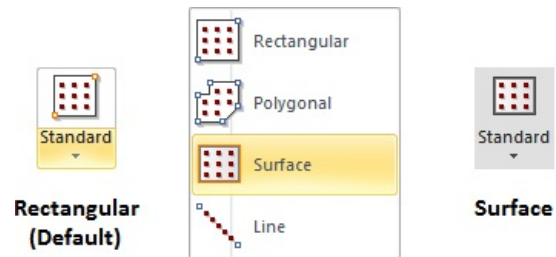 Rectangular
Polygonal
Standard
Surface
Standard
Line
Rectangular
(Default)
Surface